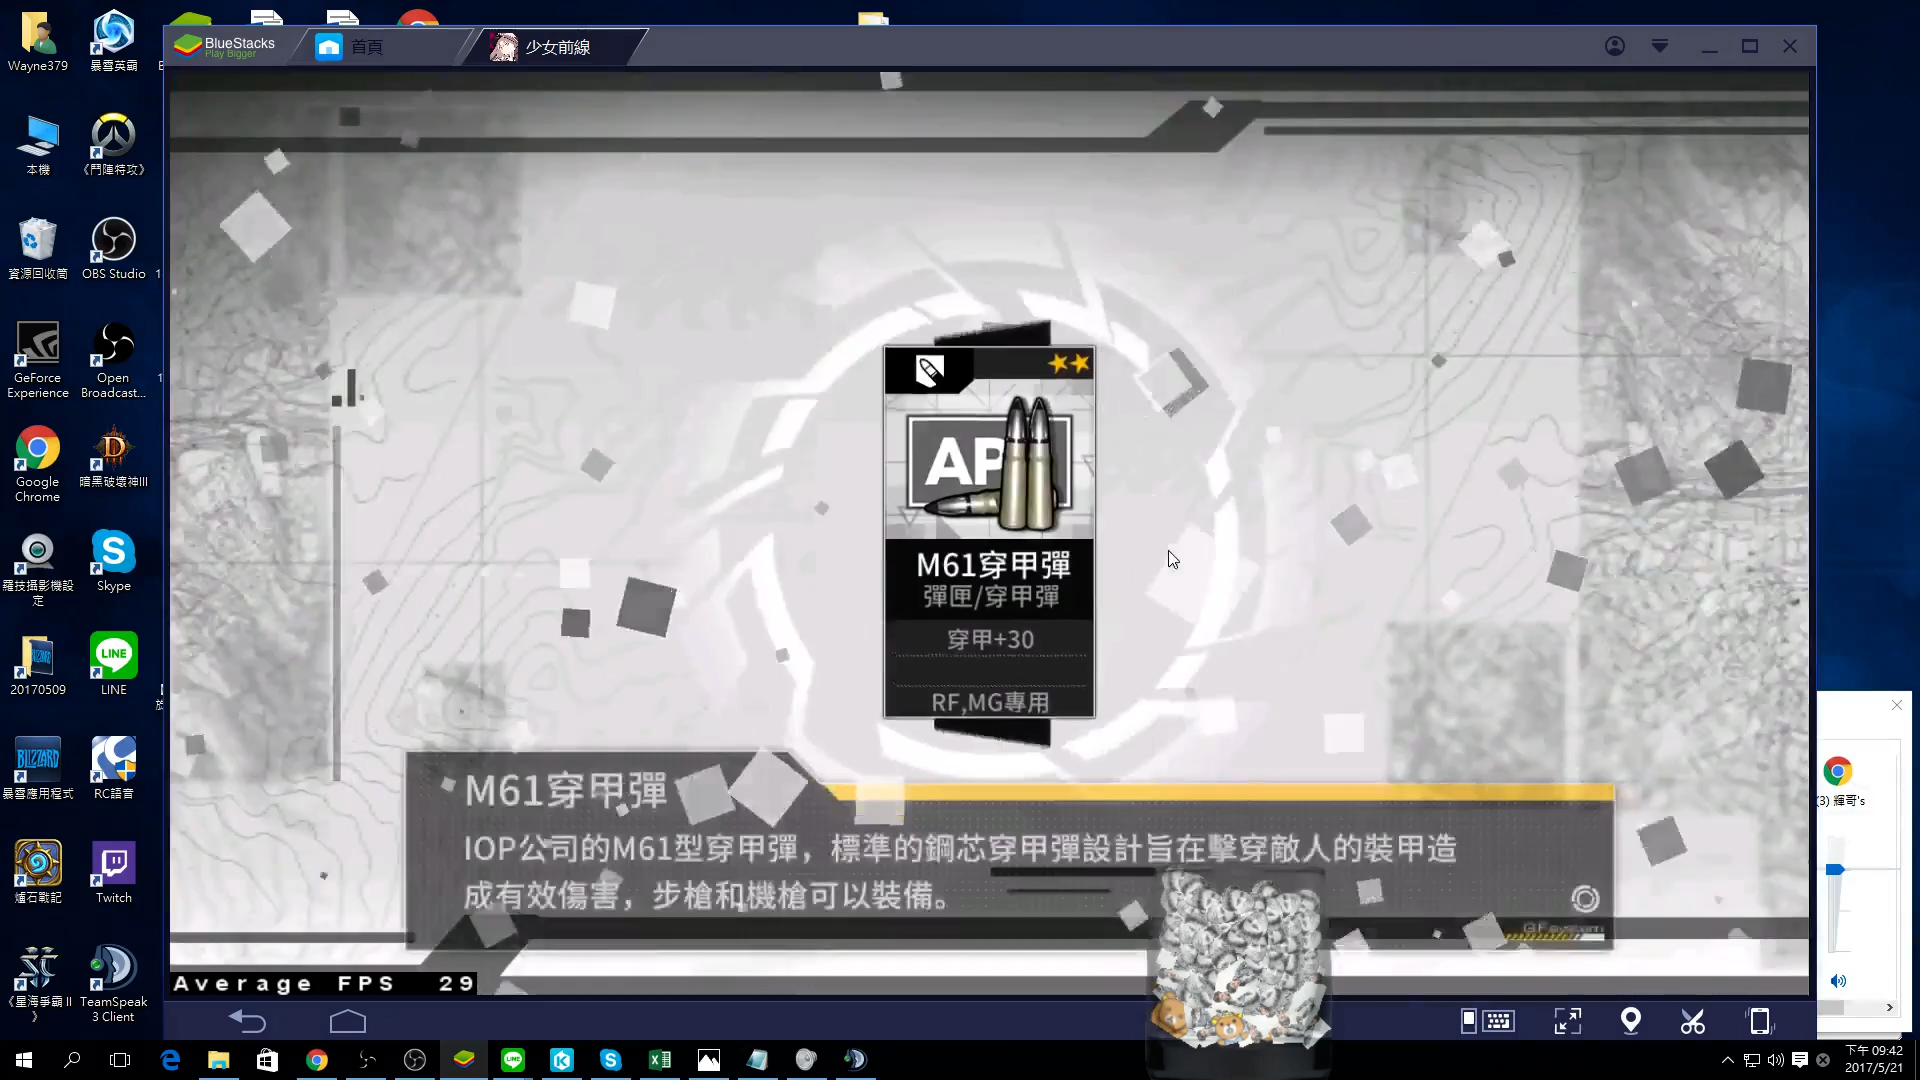 BlueStacks
Play Bigger
首頁
少女前線
Wayne379
暴雪英霸
本機
《鬥陣特攻》
資源回收筒
OBS Studio
GeForce
Experience
Open
Broadcast...
Google
Chrome
暗黑破壞神III
羅技攝影機設
定
Skype
20170509
LINE
暴雪應用程式
RC語音
爐石戰記
Twitch
《星海爭霸 II
》
TeamSpeak
3 Client
AP
M61穿甲彈
彈匣/穿甲彈
穿甲+30
RF,MG專用
M61穿甲彈
IOP公司的M61型穿甲彈，標準的鋼芯穿甲彈設計旨在擊穿敵人的裝甲造
成有效傷害，步槍和機槍可以裝備。
Average FPS 29
(3) 輝哥's
下午 09:42
2017/5/21